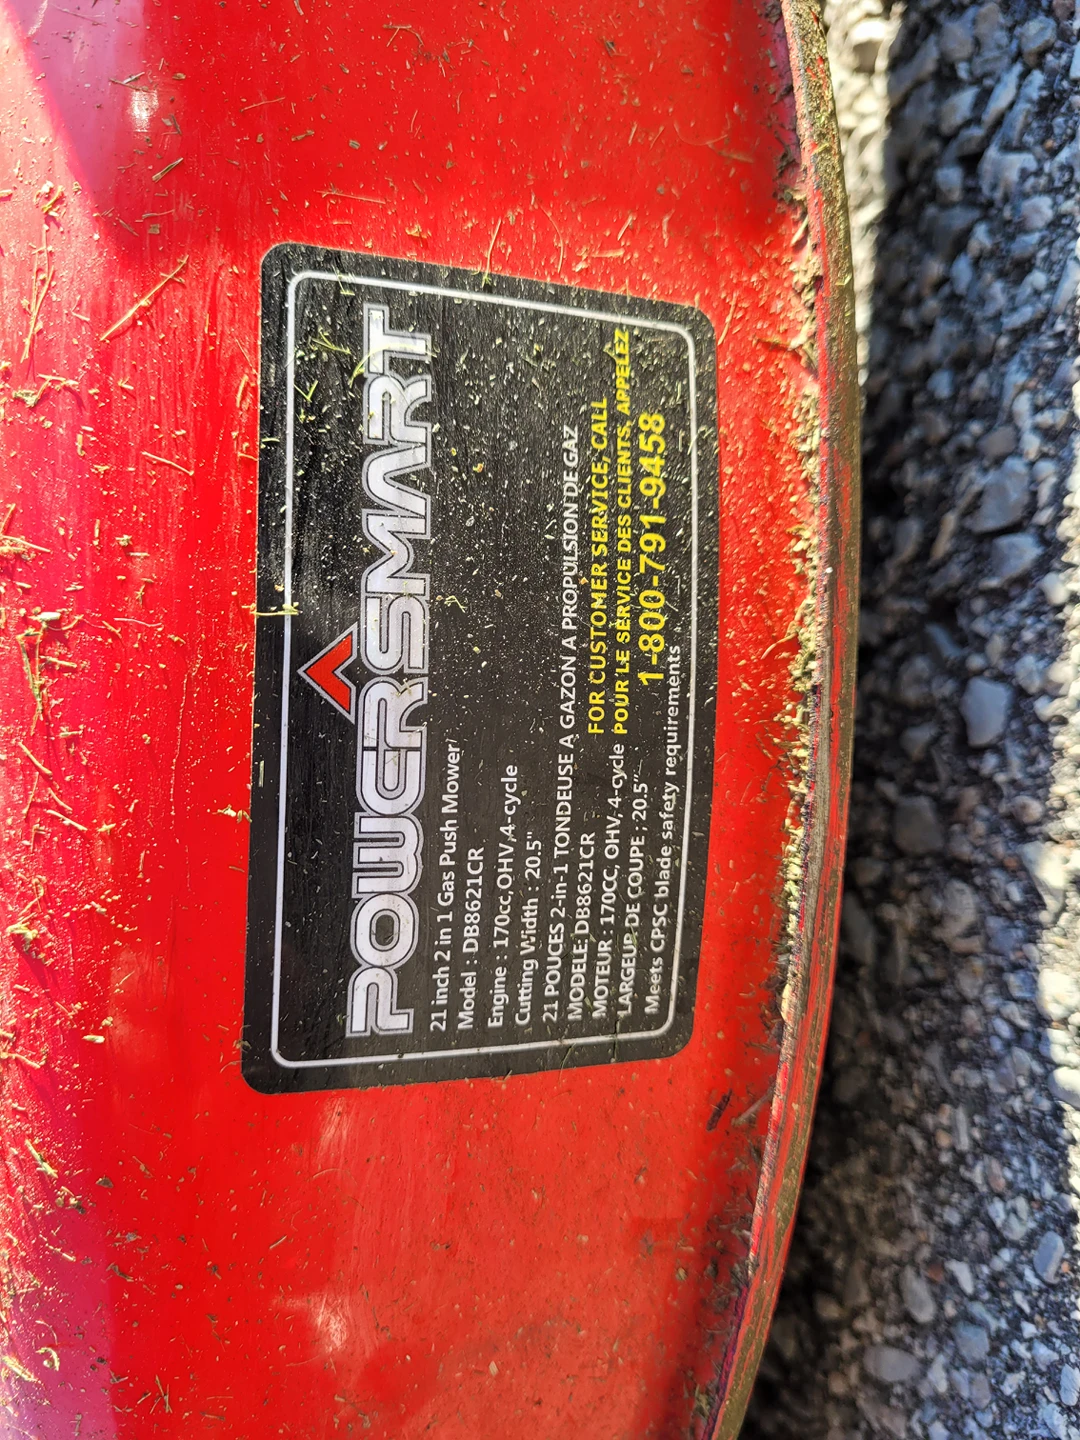 POWERSMART
21 inch 2 in 1 Gas Push Mower
Model : DB8621CR
Engine : 170cc,OHV,4-cycle
Cutting Width : 20.5"
21 POUCES 2-in-1 TONDEUSE A GAZON A PROPULSION DE GAZ
MODELE: DB8621CR
MOTEUR : 170CC, OHV, 4-cycle
LARGEUR DE COUPE : 20.5"
Meets CPSC blade safety requirements
FOR CUSTOMER SERVICE, CALL
POUR LE SERVICE DES CLIENTS, APPELEZ
1-800-791-9458